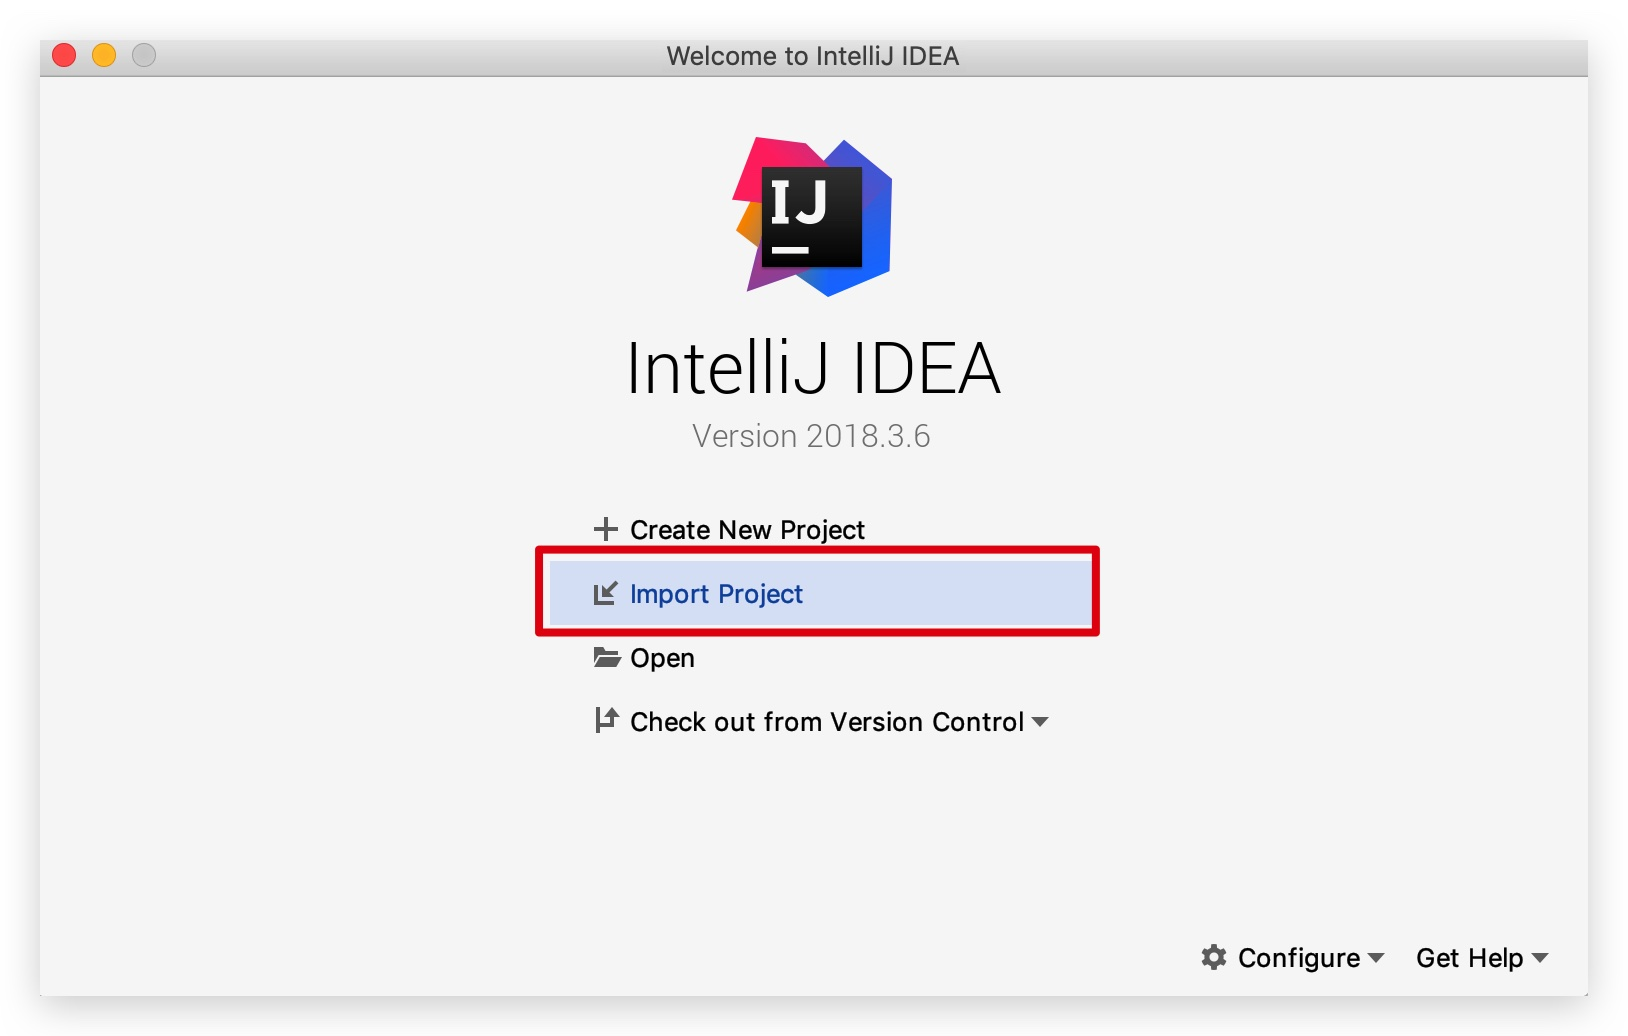 Welcome to IntelliJ IDEA
IJ
IntelliJ IDEA
Version 2018.3.6
Create New Project
Import Project
Open
Check out from Version Control
Configure
Get Help